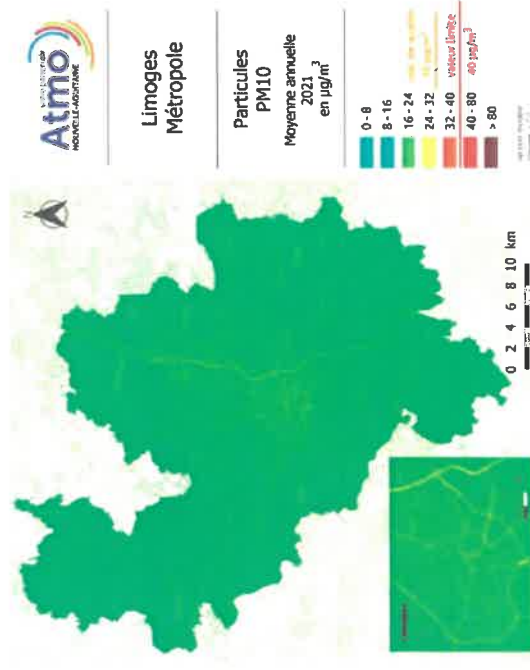 Atmo
NOUVELLE-AQUITAINE
Limoges
Métropole
Particules
PM10
Moyenne annuelle
2021
en µg/m³
0-8
8-16
16-24
24-32
32-40
valeur limite
40 µg/m³
40-80
> 80
N
0 2 4 6 8 10 km